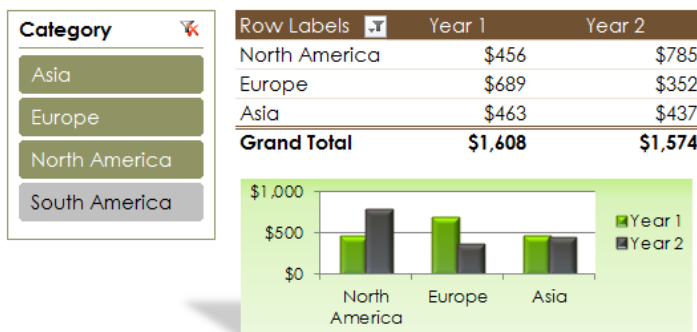 Category
Asia
Europe
North America
South America
Row Labels Year 1 Year 2
North America $456 $785
Europe $689 $352
Asia $463 $437
Grand Total $1,608 $1,574
$1,000
$500
$0
North America
Europe
Asia
Year 1
Year 2